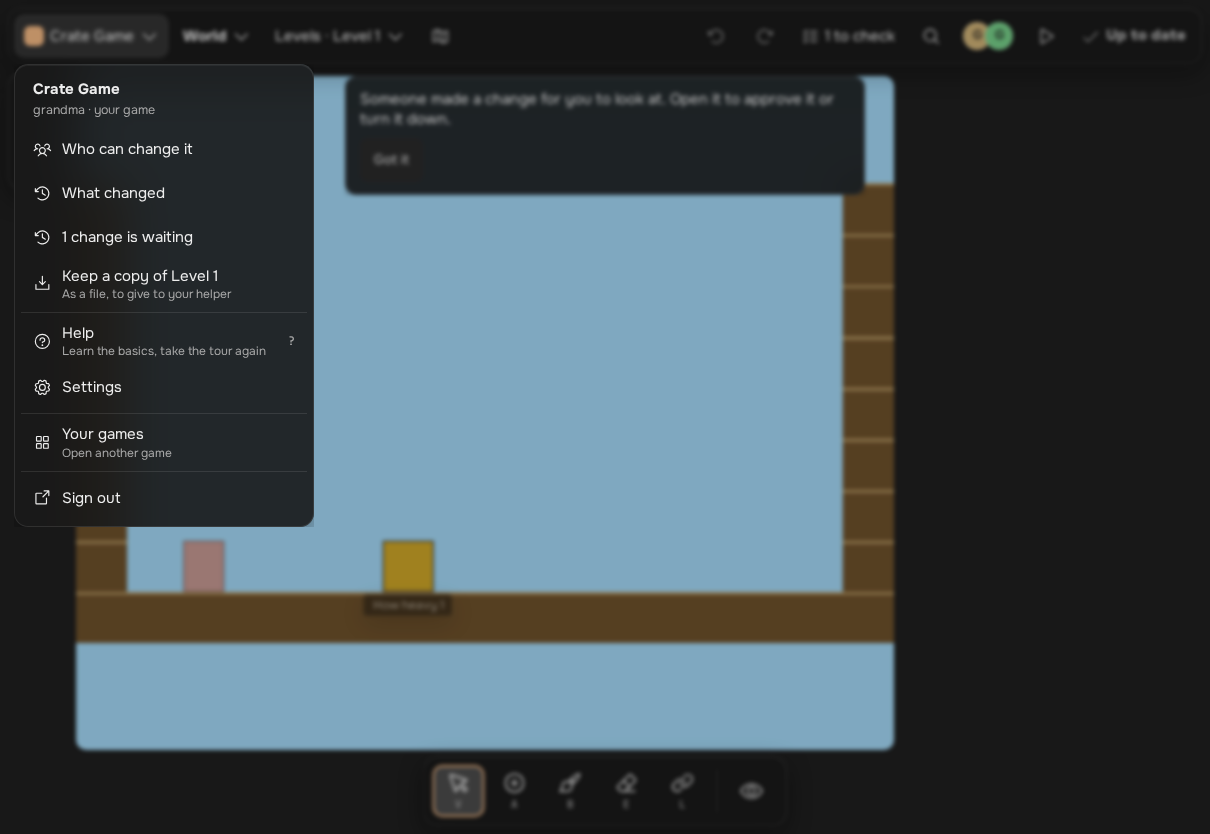 Crate Game
World
Levels · Level 1
1 to check
Up to date
Crate Game
grandma · your game
Who can change it
What changed
1 change is waiting
Keep a copy of Level 1
As a file, to give to your helper
Help
Learn the basics, take the tour again
?
Settings
Your games
Open another game
Sign out
Someone made a change for you to look at. Open it to approve it or
turn it down.
Got it
A
B
E
L